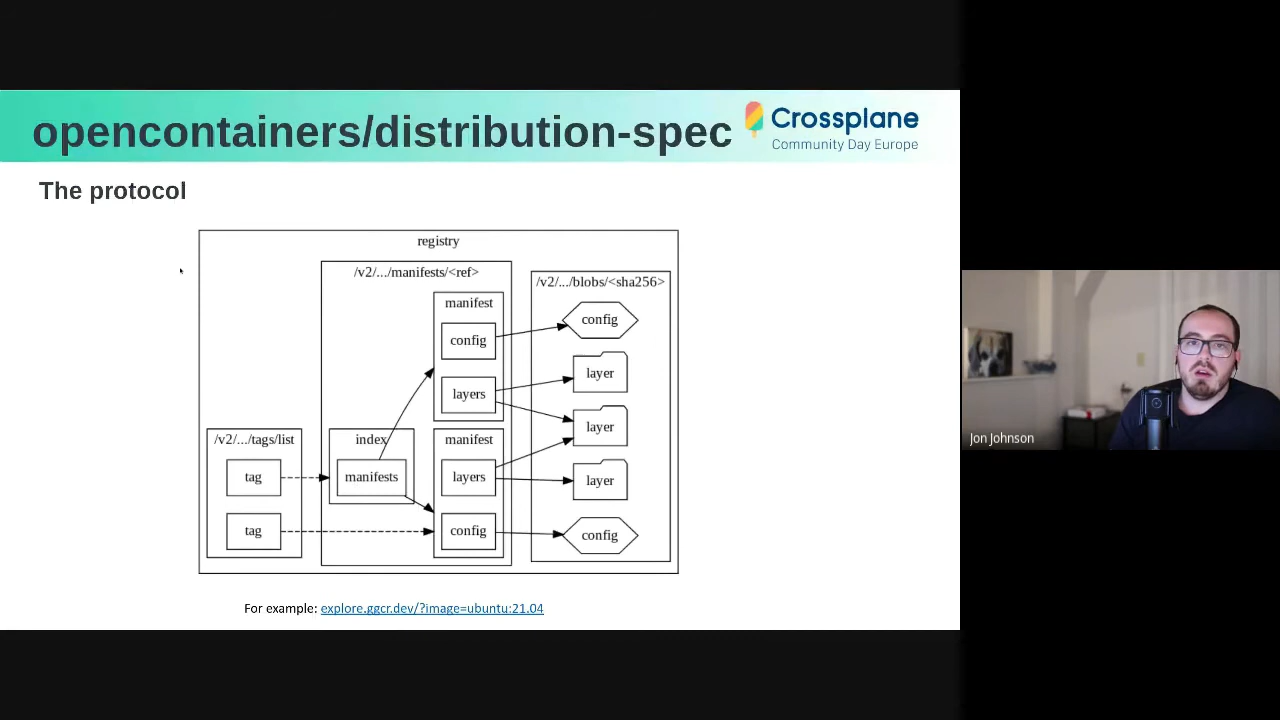 opencontainers/distribution-spec
Crossplane
Community Day Europe
The protocol
registry
/v2/.../manifests/<ref>
/v2/.../blobs/<sha256>
manifest
config
config
layer
layers
layer
/v2/.../tags/list
index
manifest
tag
manifests
layers
layer
tag
config
config
Jon Johnson
For example: explore.ggcr.dev/?image=ubuntu:21.04